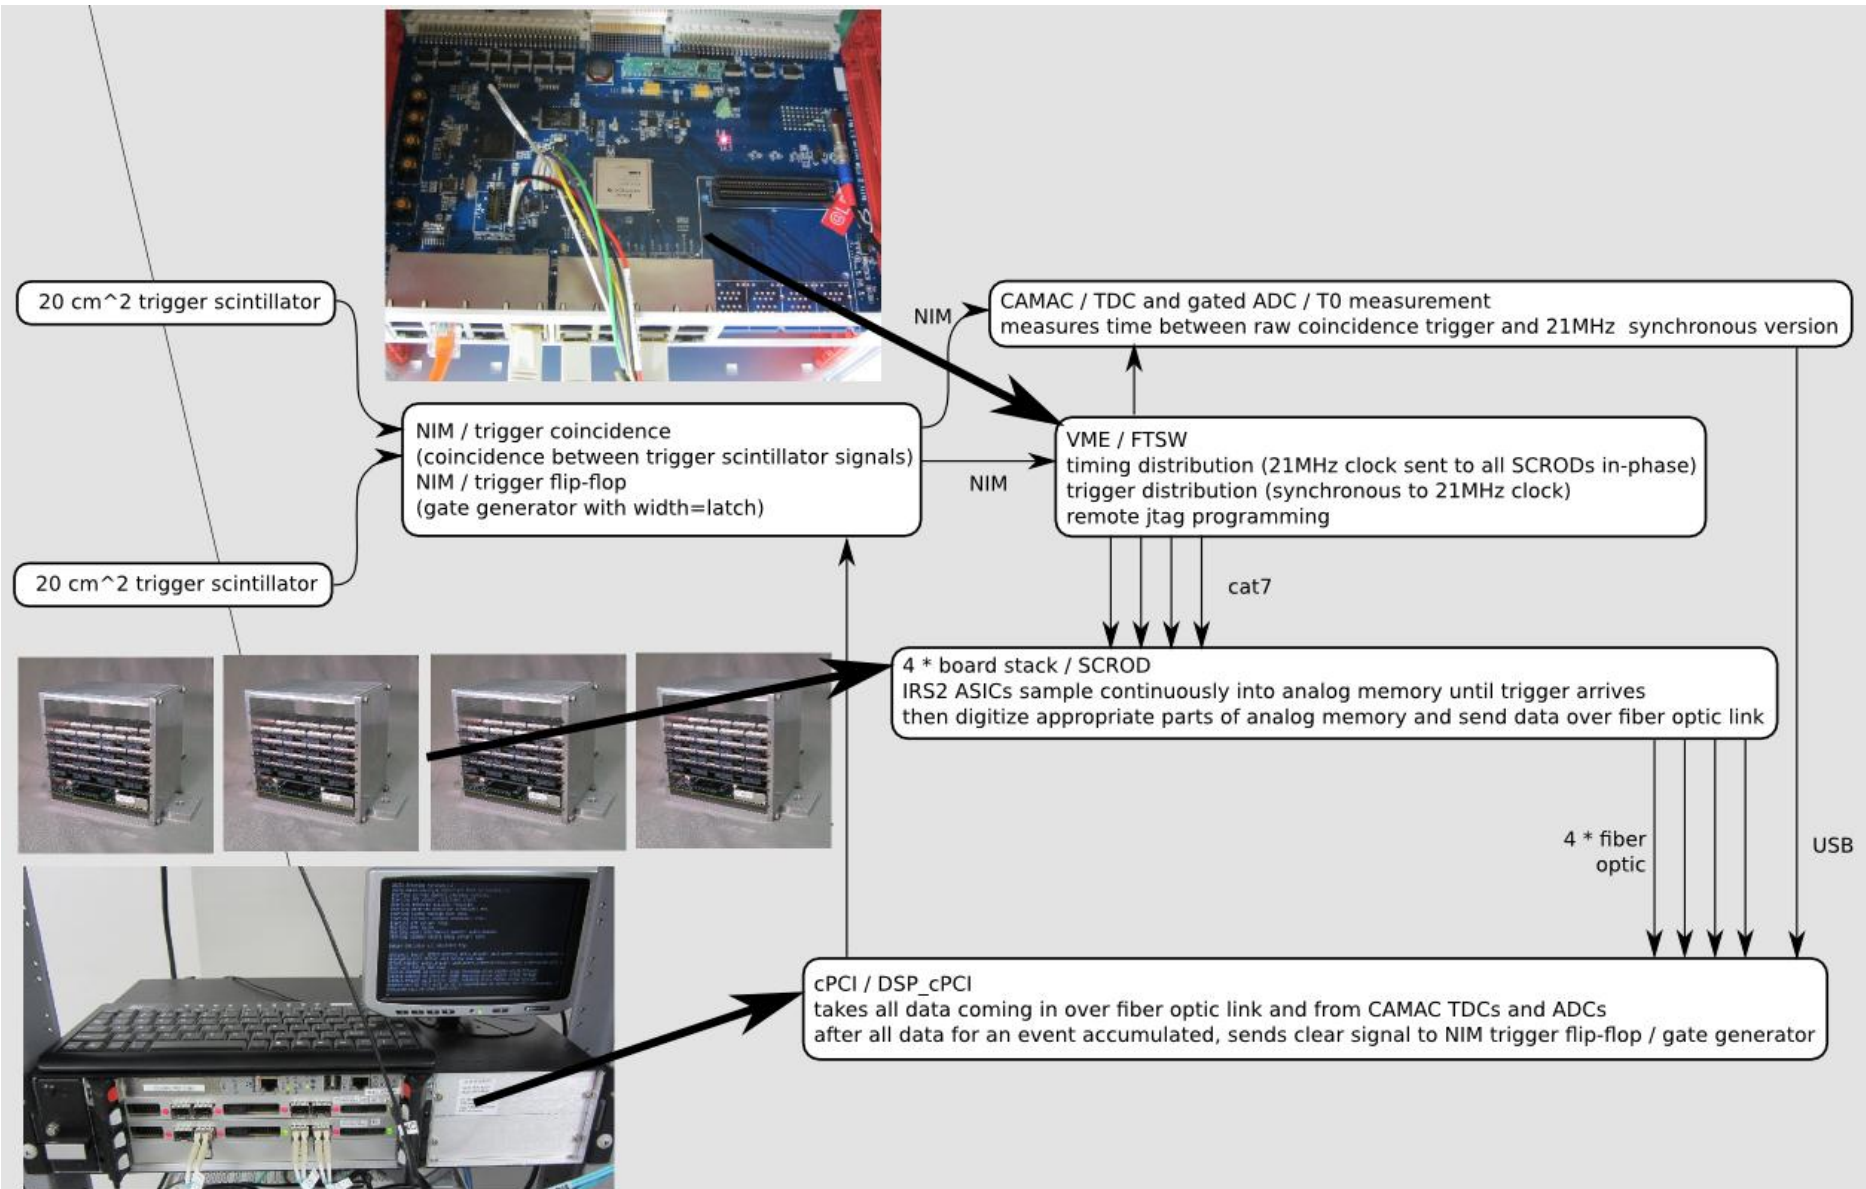 20 cm^2 trigger scintillator
NIM
CAMAC / TDC and gated ADC / T0 measurement
measures time between raw coincidence trigger and 21MHz  synchronous version
NIM / trigger coincidence
(coincidence between trigger scintillator signals)
NIM / trigger flip-flop
(gate generator with width=latch)
NIM
VME / FTSW
timing distribution (21MHz clock sent to all SCRODs in-phase)
trigger distribution (synchronous to 21MHz clock)
remote jtag programming
20 cm^2 trigger scintillator
cat7
4 * board stack / SCROD
IRS2 ASICs sample continuously into analog memory until trigger arrives
then digitize appropriate parts of analog memory and send data over fiber optic link
4 * fiber
optic
USB
cPCI / DSP_cPCI
takes all data coming in over fiber optic link and from CAMAC TDCs and ADCs
after all data for an event accumulated, sends clear signal to NIM trigger flip-flop / gate generator